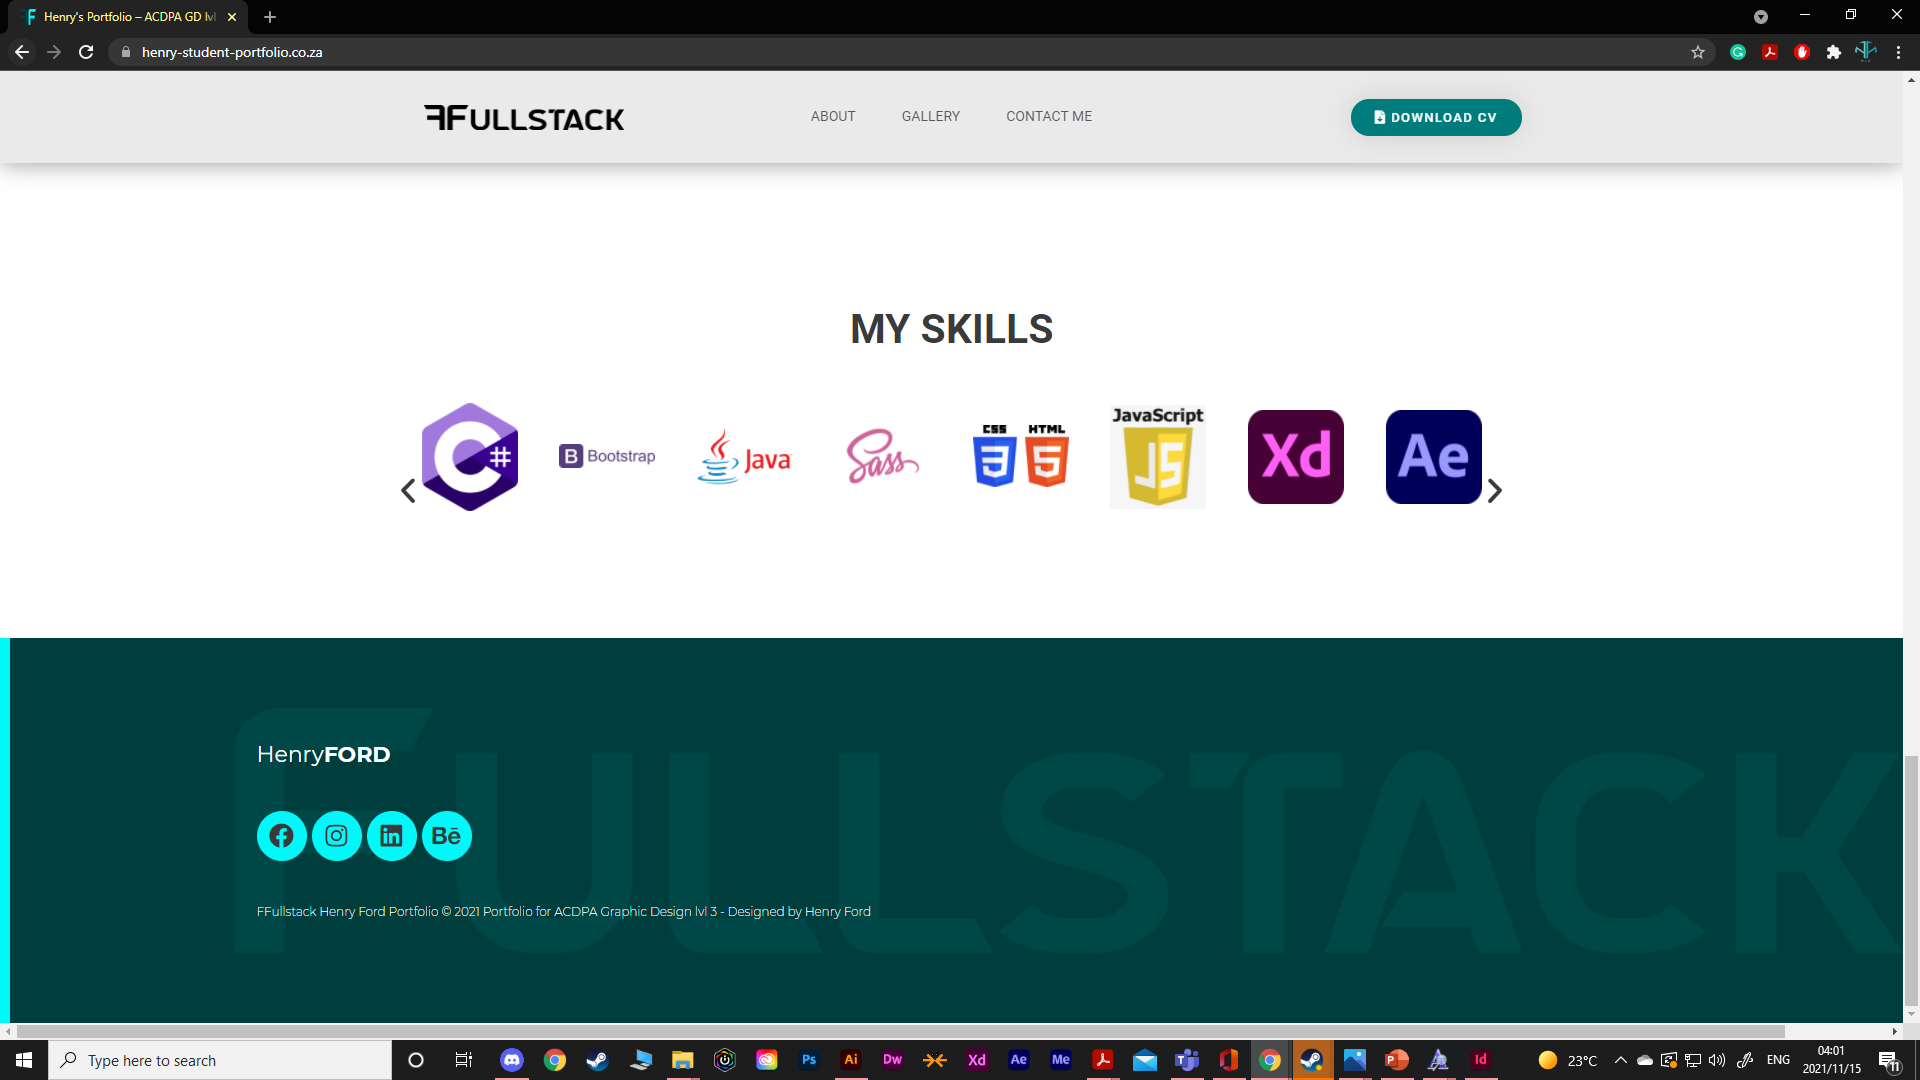 Henry's Portfolio – ACDPA GD lvl
henry-student-portfolio.co.za
FFULLSTACK
ABOUT
GALLERY
CONTACT ME
DOWNLOAD CV
MY SKILLS
C#
B Bootstrap
Java
Sass
CSS
3
HTML
5
JavaScript
JS
Xd
Ae
FULLSTACK
HenryFORD
Bē
FFullstack Henry Ford Portfolio © 2021 Portfolio for ACDPA Graphic Design lvl 3 - Designed by Henry Ford
Type here to search
Ps
Ai
Dw
Xd
Ae
Me
Id
23°C
ENG
04:01
2021/11/15
11